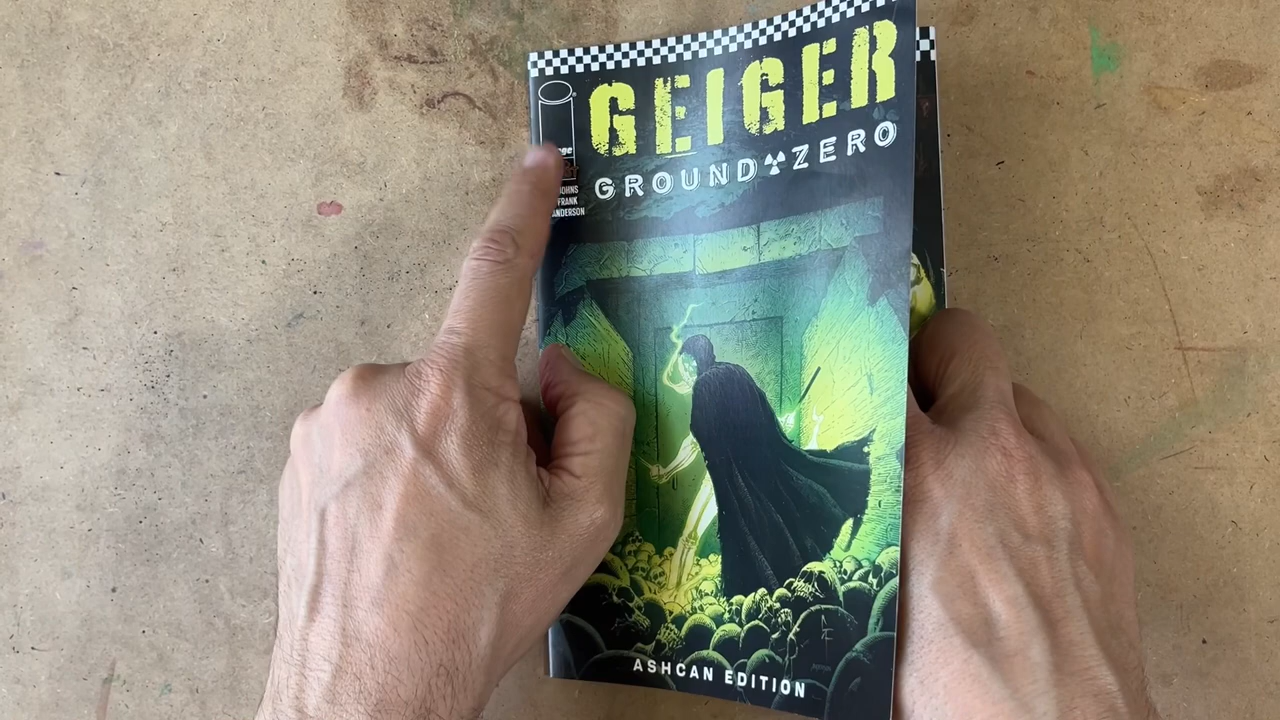 GEIGER
GROUND ZERO
JOHNS
FRANK
ANDERSON
ASHCAN EDITION